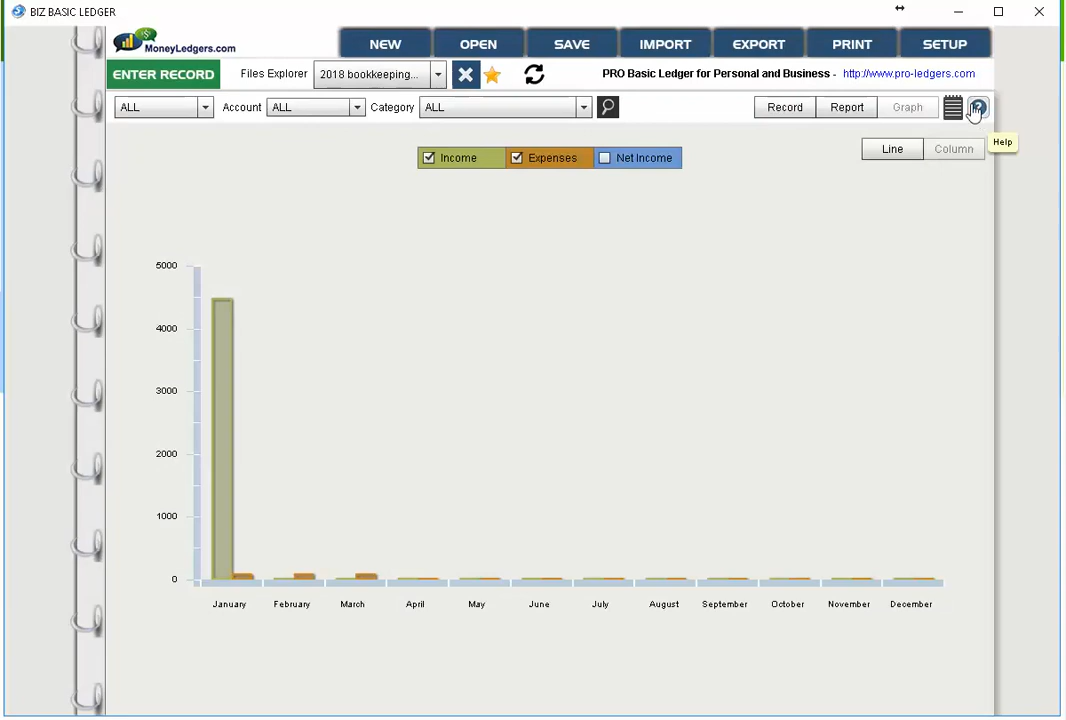 BIZ BASIC LEDGER
MoneyLedgers.com
NEW OPEN SAVE IMPORT EXPORT PRINT SETUP
ENTER RECORD Files Explorer 2018 bookkeeping... PRO Basic Ledger for Personal and Business - http://www.pro-ledgers.com
ALL Account ALL Category ALL Record Report Graph ?
Help
Line Column
Income Expenses Net Income
5000
4000
3000
2000
1000
0
January February March April May June July August September October November December